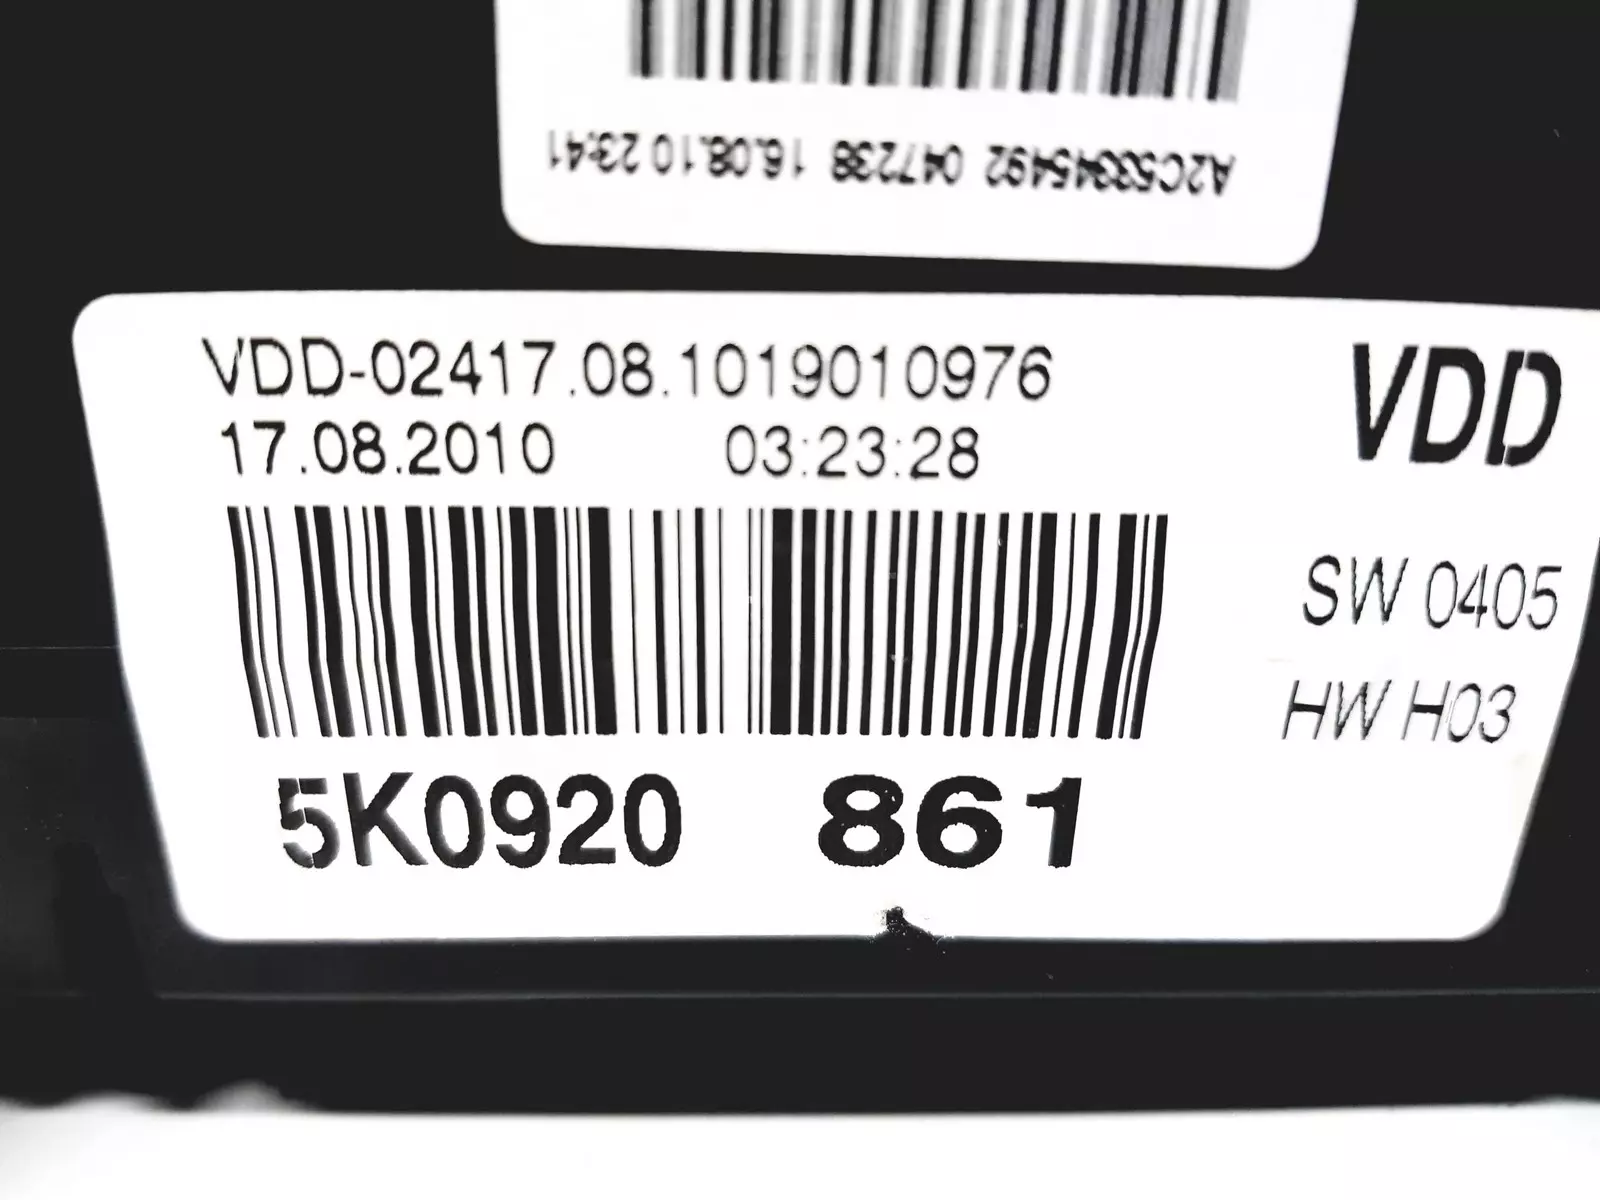 A2C53345492 047238 16.08.10 23:41
VDD-02417.08.1019010976
17.08.2010 03:23:28
VDD
SW 0405
HW H03
5K0920 861